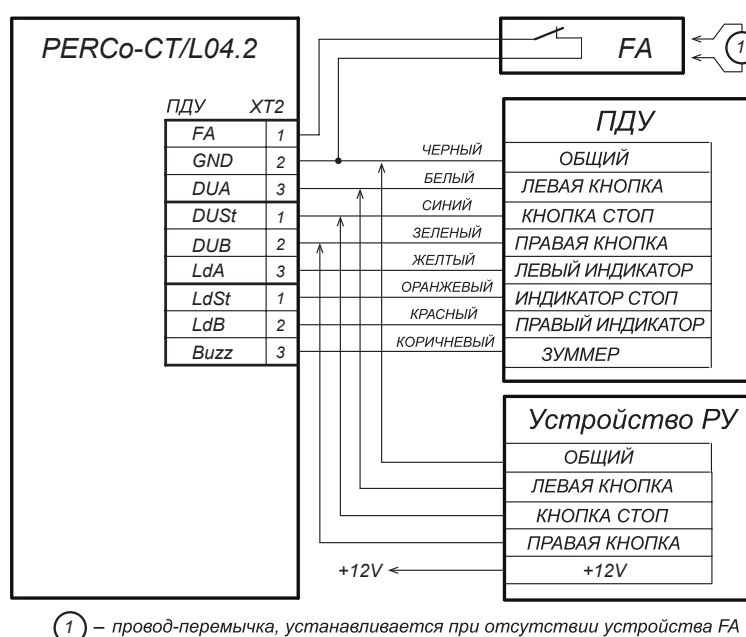 PERCo-CT/L04.2
FA
1
ПДУ XT2
FA 1
GND 2
DUA 3
DUSt 1
DUB 2
LdA 3
LdSt 1
LdB 2
Buzz 3
ЧЕРНЫЙ
БЕЛЫЙ
СИНИЙ
ЗЕЛЕНЫЙ
ЖЕЛТЫЙ
ОРАНЖЕВЫЙ
КРАСНЫЙ
КОРИЧНЕВЫЙ
ПДУ
ОБЩИЙ
ЛЕВАЯ КНОПКА
КНОПКА СТОП
ПРАВАЯ КНОПКА
ЛЕВЫЙ ИНДИКАТОР
ИНДИКАТОР СТОП
ПРАВЫЙ ИНДИКАТОР
ЗУММЕР
Устройство РУ
ОБЩИЙ
ЛЕВАЯ КНОПКА
КНОПКА СТОП
ПРАВАЯ КНОПКА
+12V
+12V
1 – провод-перемычка, устанавливается при отсутствии устройства FA